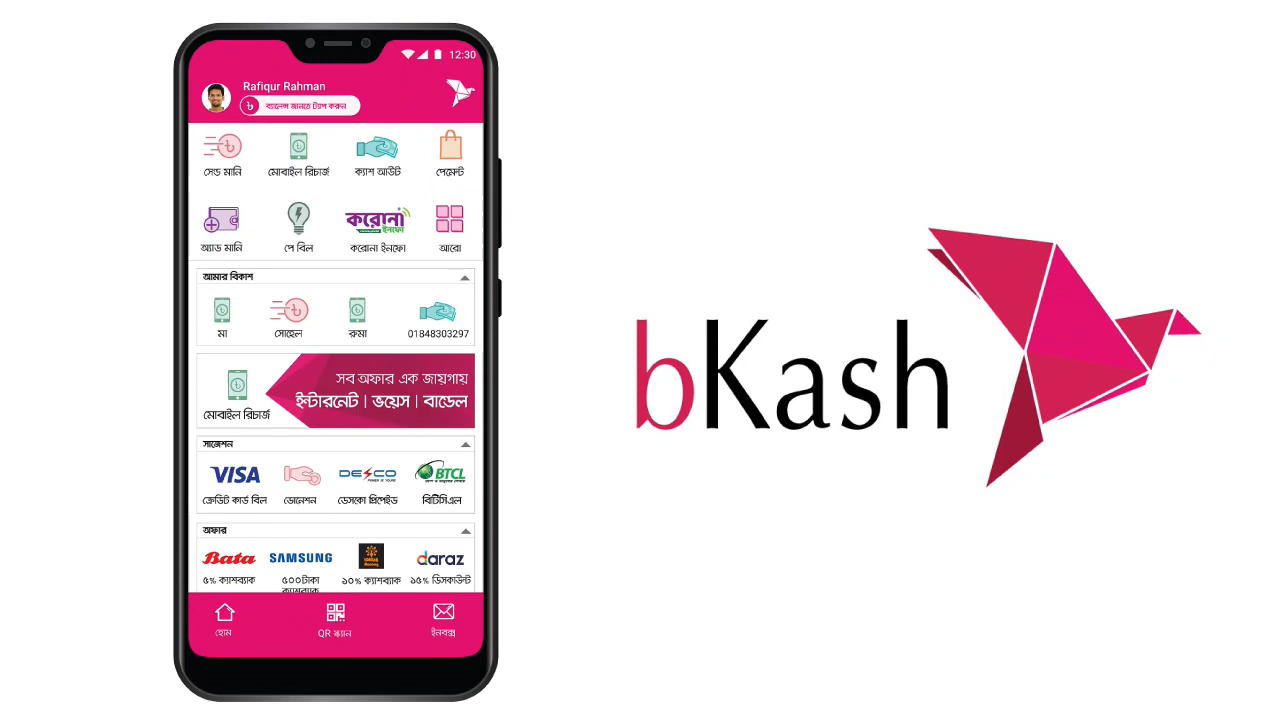 12:30
Rafiqur Rahman
৳ ব্যালেন্স জানতে ট্যাপ করুন
সেন্ড মানি
মোবাইল রিচার্জ
ক্যাশ আউট
পেমেন্ট
করোনা
ইনফো
অ্যাড মানি
পে বিল
করোনা ইনফো
আরো
আমার বিকাশ
মা
সোহেল
রুমা
01848303297
মোবাইল রিচার্জ
সব অফার এক জায়গায়
ইন্টারনেট | ভয়েস | বান্ডেল
সাজেশন
VISA
DESCO
BTCL
ক্রেডিট কার্ড বিল
ডোনেশন
ডেসকো প্রিপেইড
বিটিসিএল
অফার
Bata
SAMSUNG
daraz
৫% ক্যাশব্যাক
৫০০টাকা
ক্যাশব্যাক
১০% ক্যাশব্যাক
১৫% ডিসকাউন্ট
হোম
QR স্ক্যান
ইনবক্স
bKash